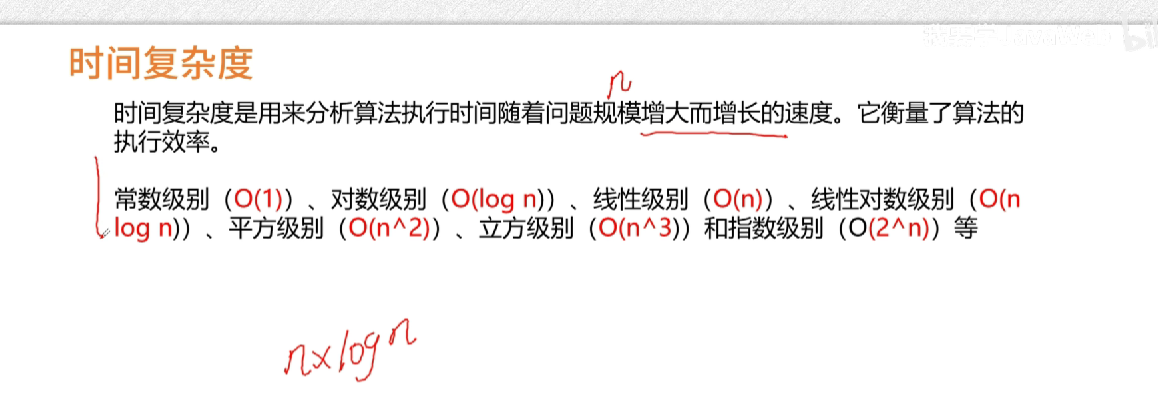 时间复杂度
n
时间复杂度是用来分析算法执行时间随着问题规模增大而增长的速度。它衡量了算法的
执行效率。
常数级别（O(1)）、对数级别（O(log n)）、线性级别（O(n)）、线性对数级别（O(n
log n)）、平方级别（O(n^2)）、立方级别（O(n^3)）和指数级别（O(2^n)）等
n×logn